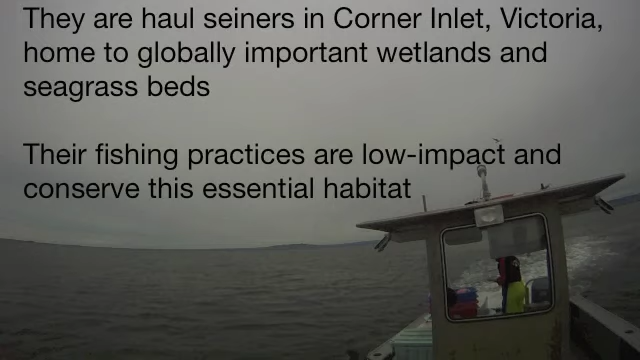 They are haul seiners in Corner Inlet, Victoria,
home to globally important wetlands and
seagrass beds
Their fishing practices are low-impact and
conserve this essential habitat